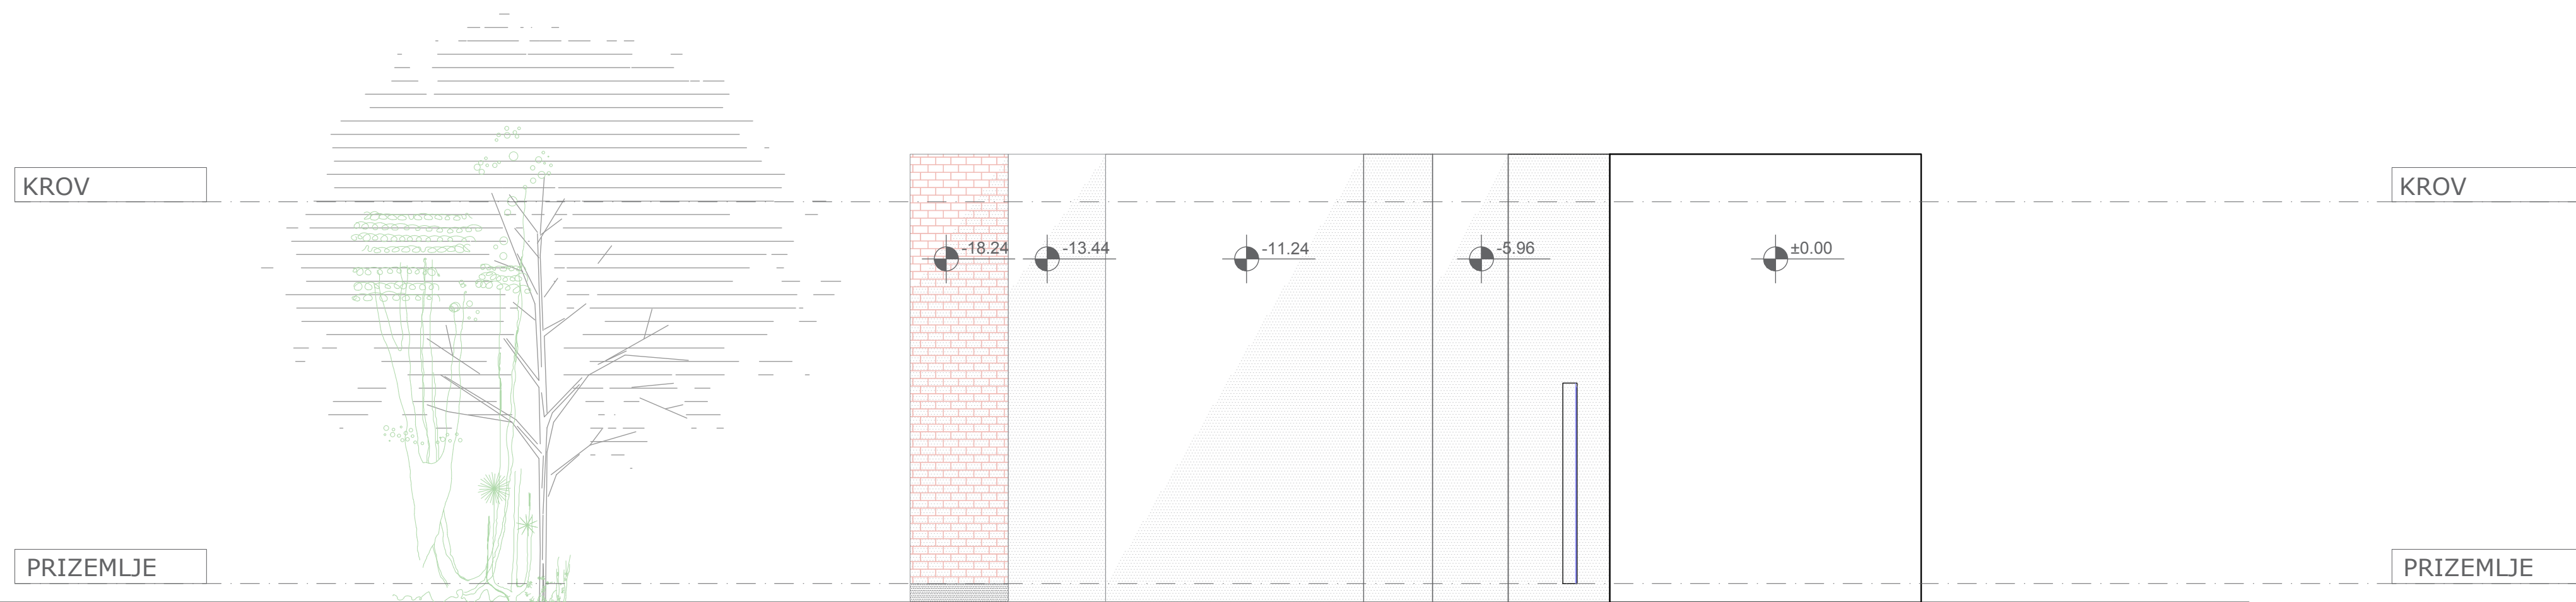 KROV
KROV
-18.24
-13.44
-11.24
-5.96
±0.00
PRIZEMLJE
PRIZEMLJE